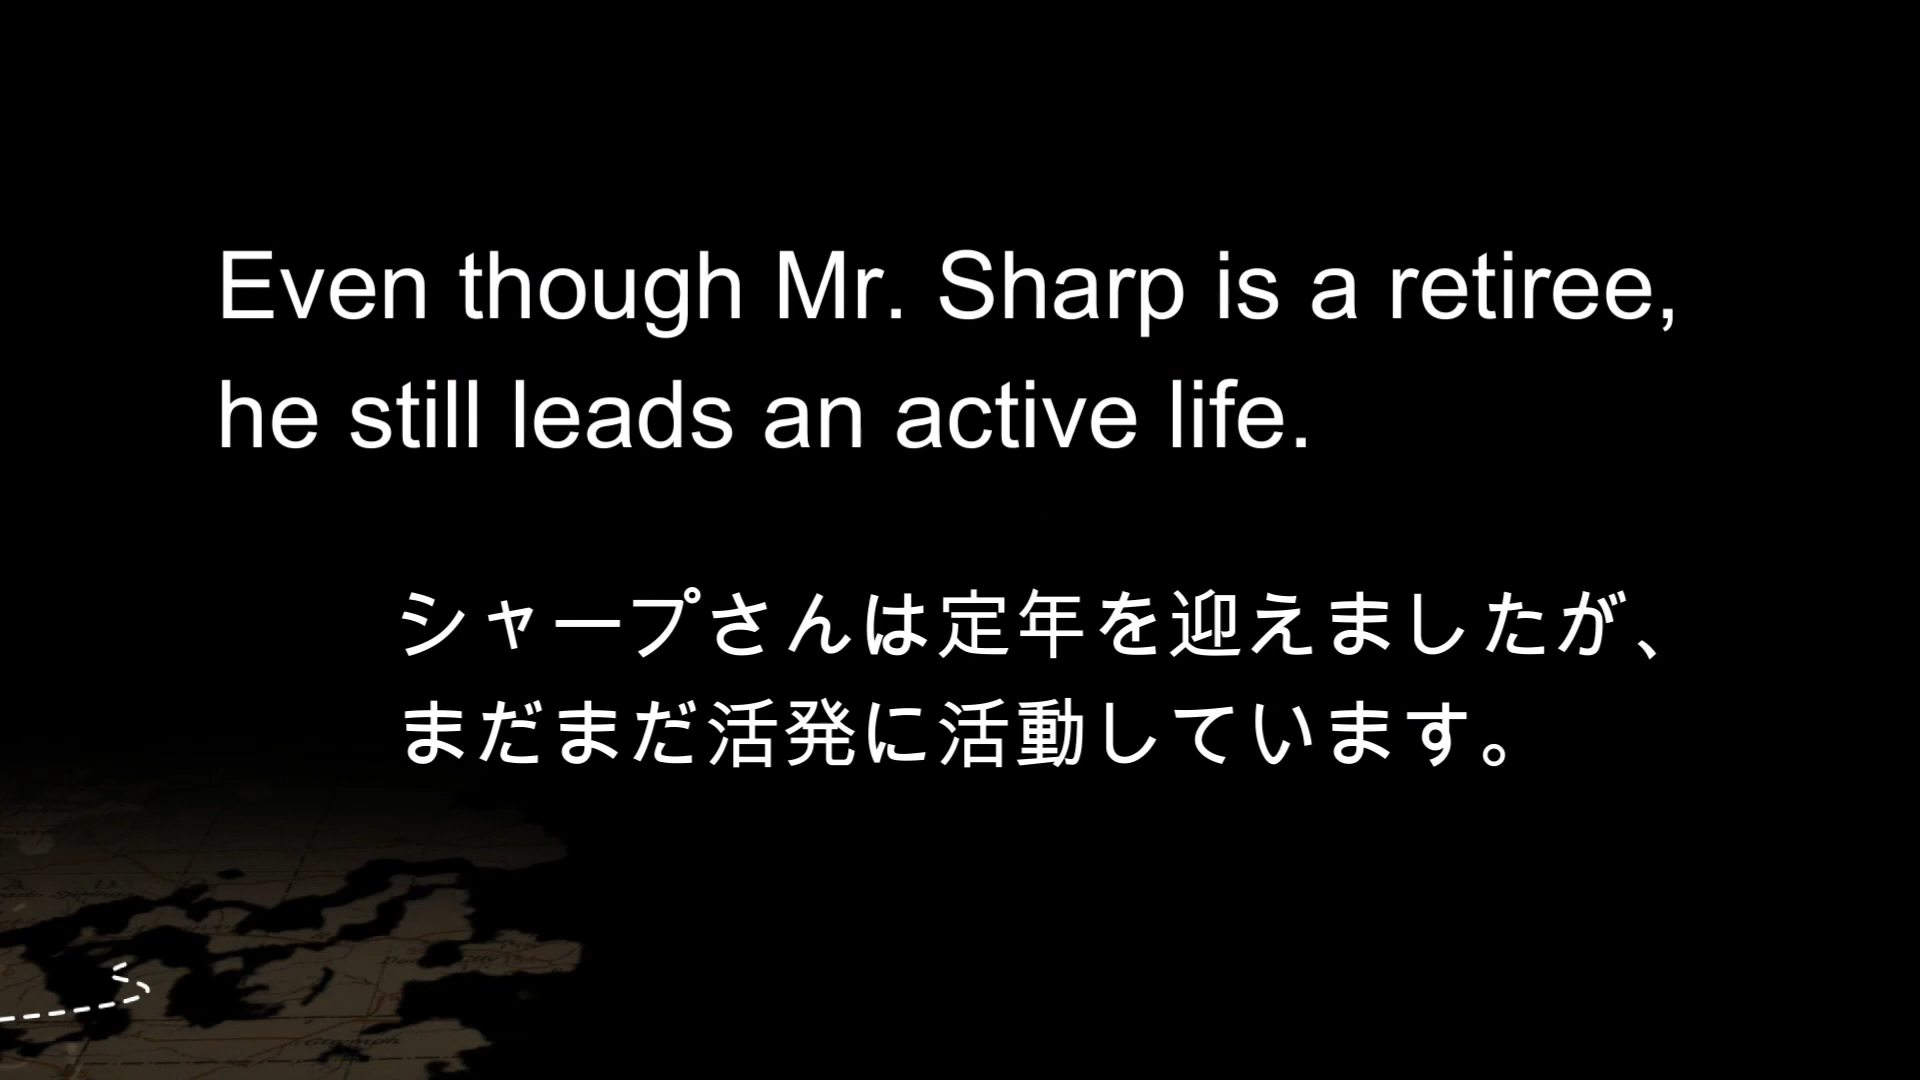 Even though Mr. Sharp is a retiree,
he still leads an active life.
シャープさんは定年を迎えましたが、
まだまだ活発に活動しています。